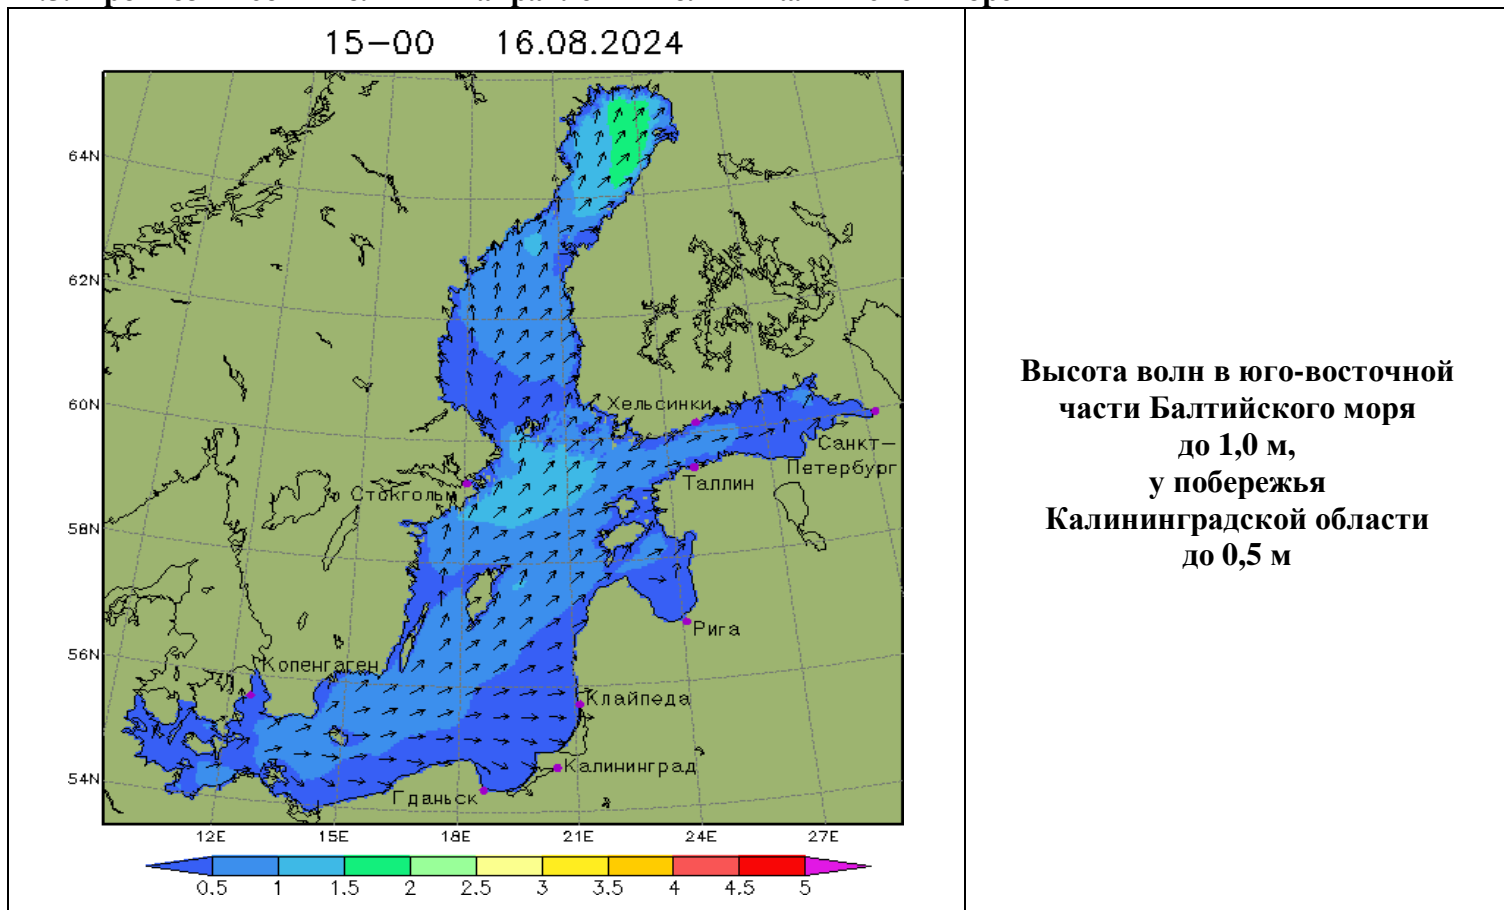 15-00 16.08.2024
64N
62N
60N
58N
56N
54N
Хельсинки
Санкт-
Петербург
Таллин
Стокгольм
Рига
Копенгаген
Клайпеда
Калининград
Гданьск
12E 15E 18E 21E 24E 27E
0.5 1 1.5 2 2.5 3 3.5 4 4.5 5
Высота волн в юго-восточной
части Балтийского моря
до 1,0 м,
у побережья
Калининградской области
до 0,5 м